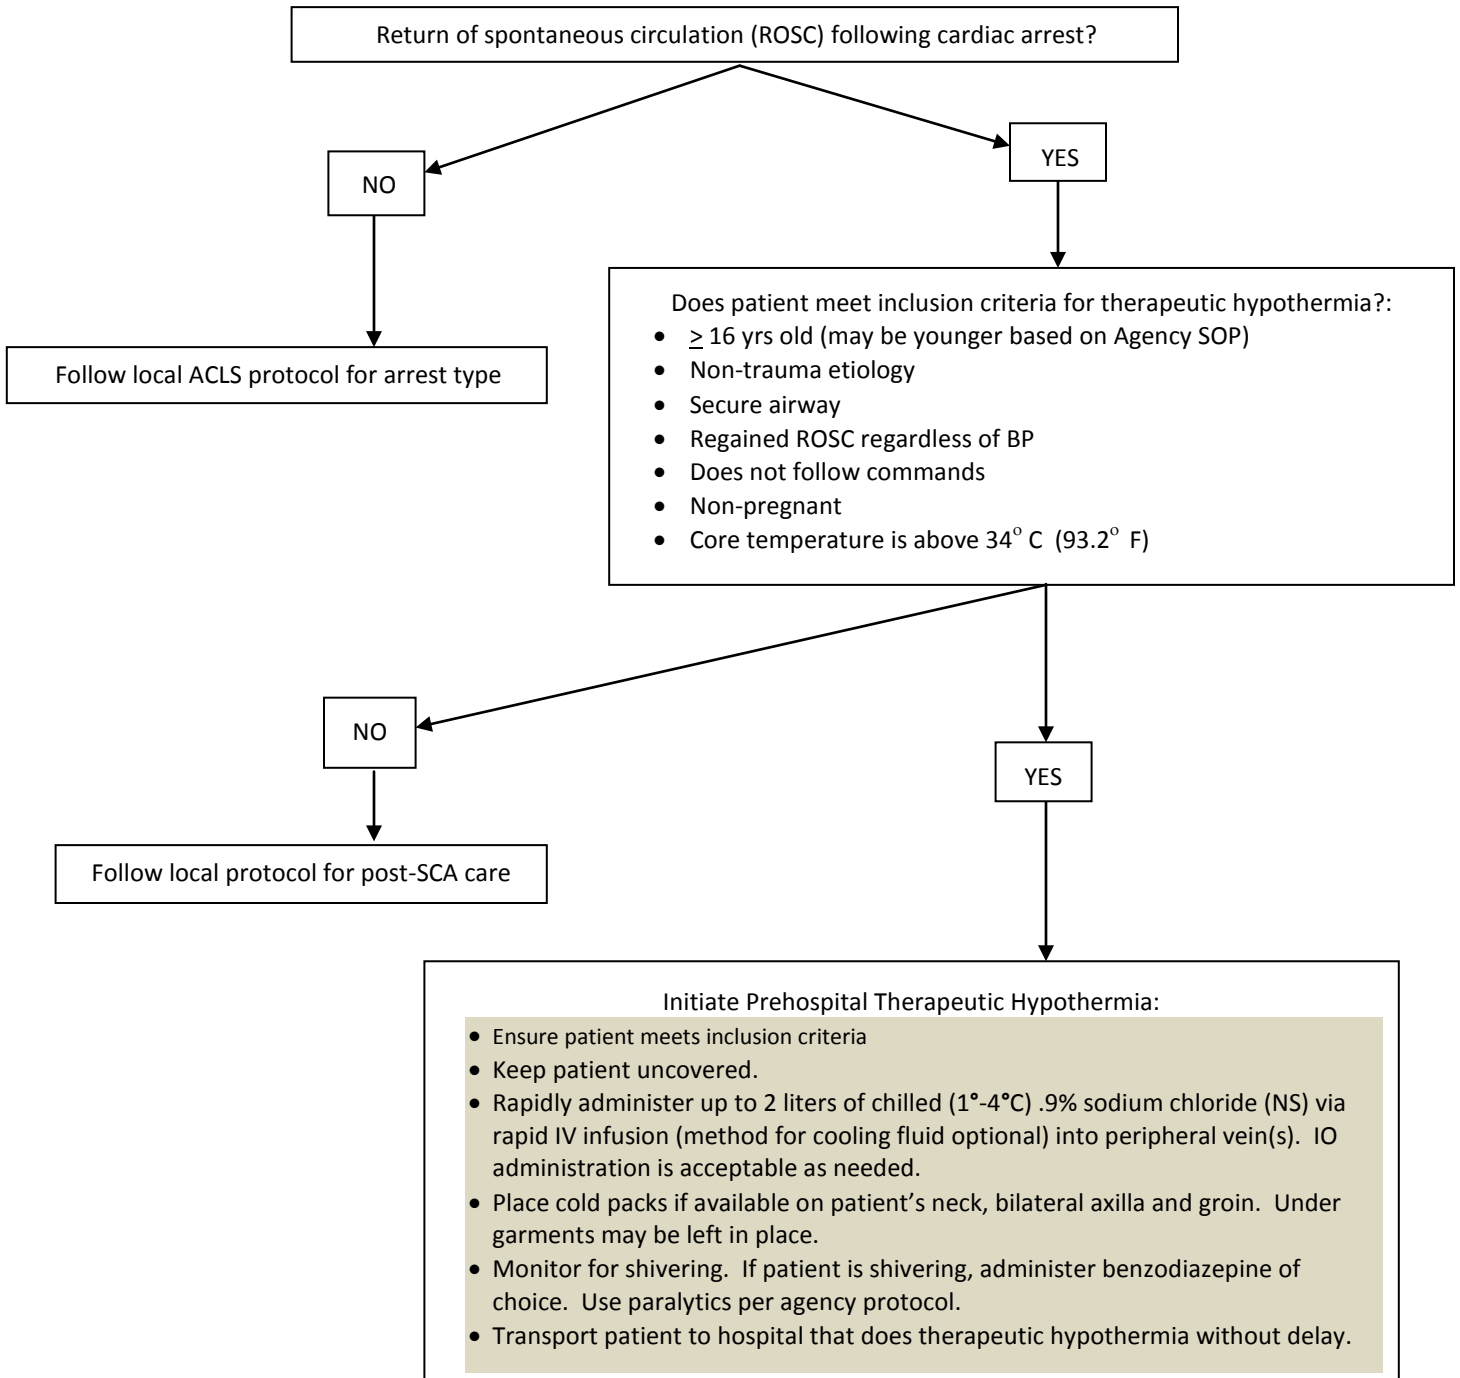 Return of spontaneous circulation (ROSC) following cardiac arrest?
NO
YES
Does patient meet inclusion criteria for therapeutic hypothermia?:
• ≥ 16 yrs old (may be younger based on Agency SOP)
• Non-trauma etiology
• Secure airway
• Regained ROSC regardless of BP
• Does not follow commands
• Non-pregnant
• Core temperature is above 34° C (93.2° F)
Follow local ACLS protocol for arrest type
NO
YES
Follow local protocol for post-SCA care
Initiate Prehospital Therapeutic Hypothermia:
• Ensure patient meets inclusion criteria
• Keep patient uncovered.
• Rapidly administer up to 2 liters of chilled (1°-4°C) .9% sodium chloride (NS) via
rapid IV infusion (method for cooling fluid optional) into peripheral vein(s). IO
administration is acceptable as needed.
• Place cold packs if available on patient's neck, bilateral axilla and groin. Under
garments may be left in place.
• Monitor for shivering. If patient is shivering, administer benzodiazepine of
choice. Use paralytics per agency protocol.
• Transport patient to hospital that does therapeutic hypothermia without delay.